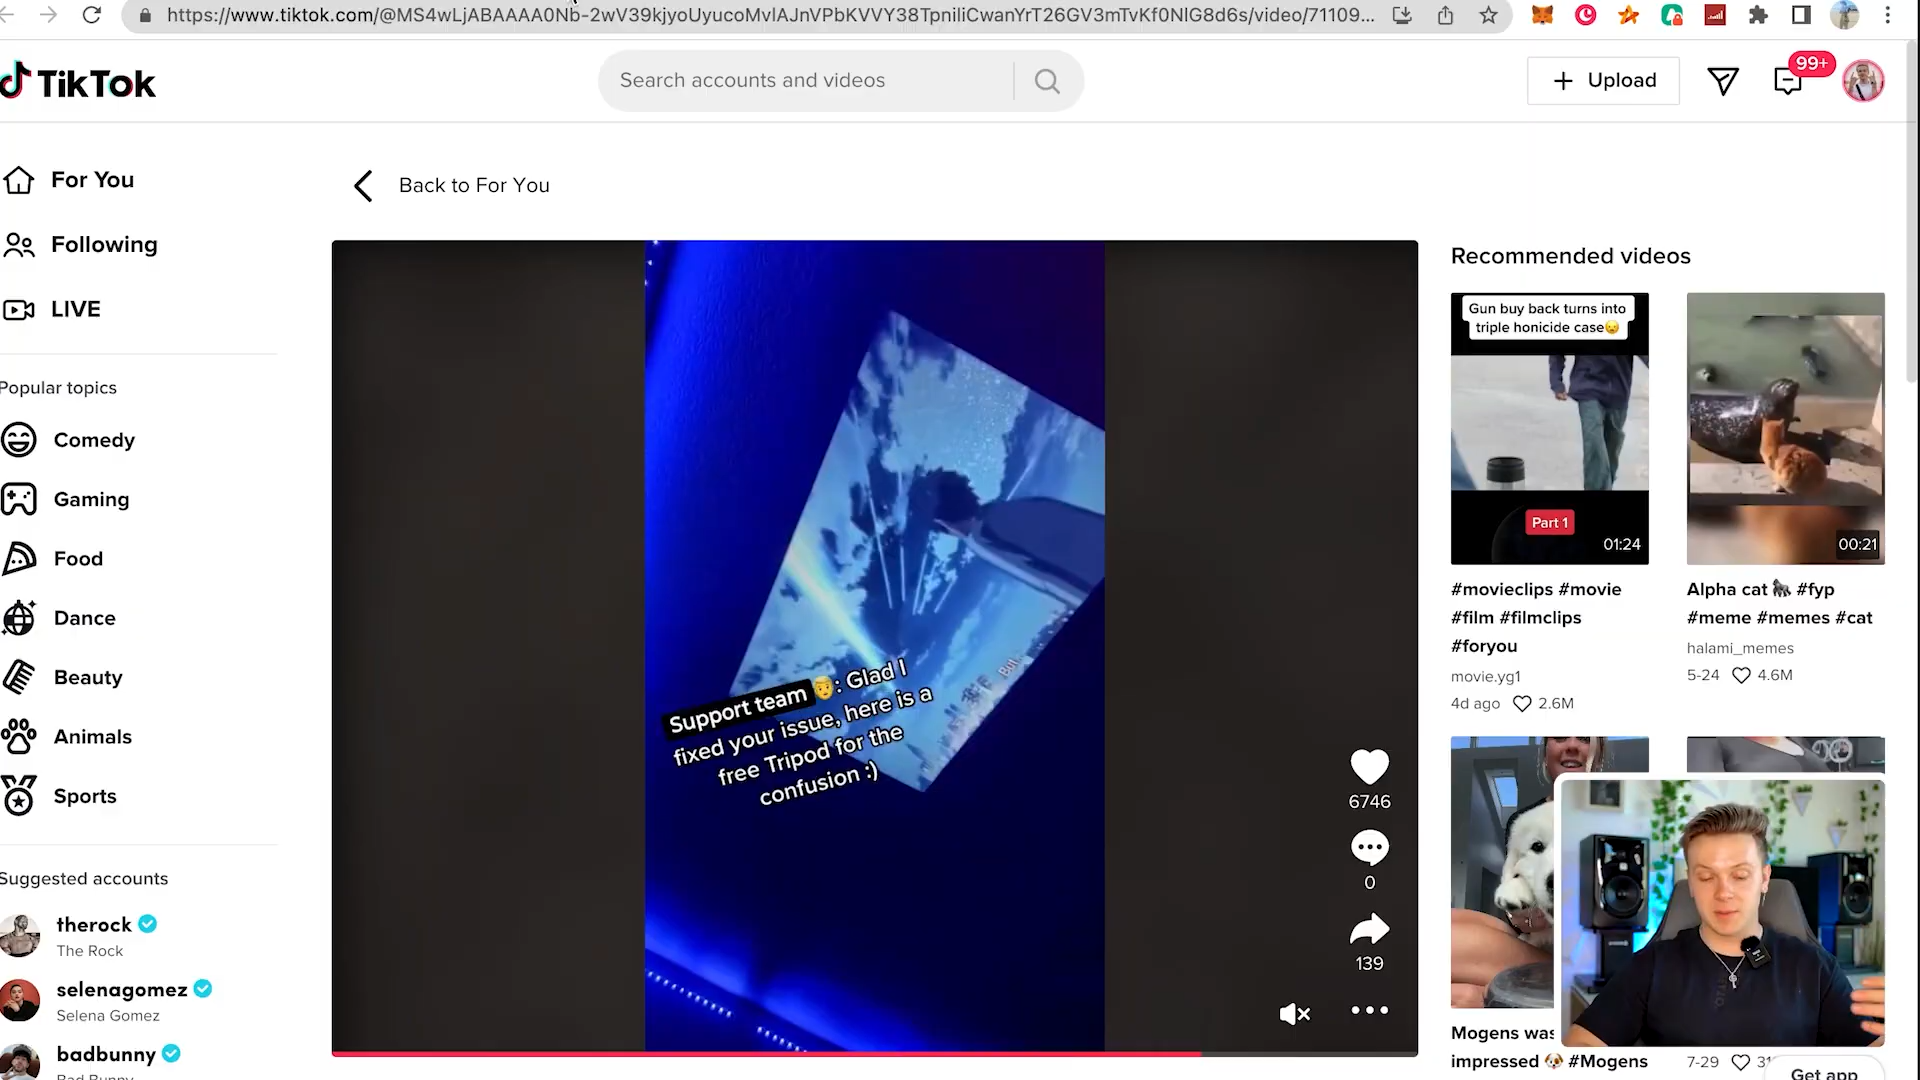 https://www.tiktok.com/@MS4wLjABAAAA0Nb-2wV39kjyoUyucoMvlAJnVPbKVVY38TpniliCwanYrT26GV3mTvKf0NlG8d6s/video/71109...
TikTok
Search accounts and videos
Upload
99+
For You
Following
LIVE
Popular topics
Comedy
Gaming
Food
Dance
Beauty
Animals
Sports
Suggested accounts
therock
The Rock
selenagomez
Selena Gomez
badbunny
Bad Bunny
Back to For You
Support team 👨: Glad I
fixed your issue, here is a
free Tripod for the
confusion :)
But..
6746
0
139
Recommended videos
Gun buy back turns into
triple honicide case😥
Part 1
01:24
#movieclips #movie
#film #filmclips
#foryou
movie.yg1
4d ago 2.6M
00:21
Alpha cat 🦍 #fyp
#meme #memes #cat
halami_memes
5-24 4.6M
Mogens was
impressed 🐶 #Mogens
7-29
Get app